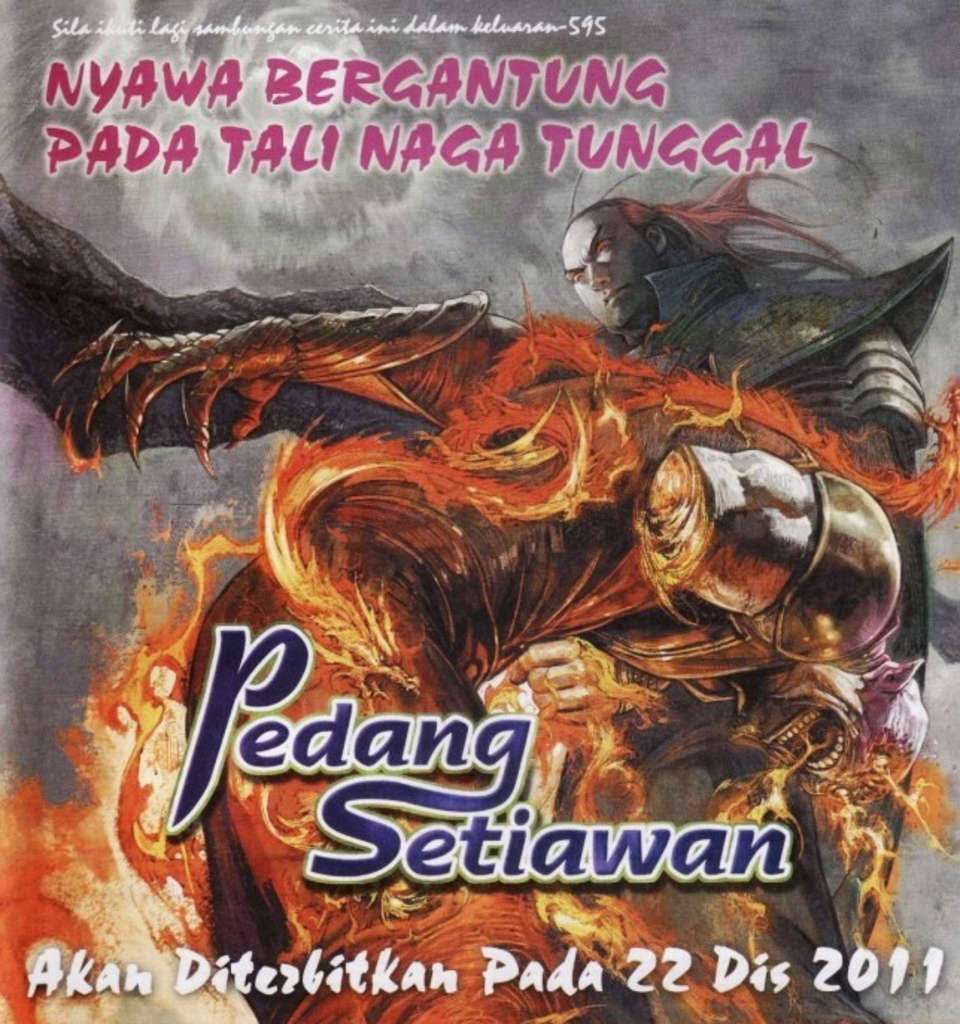 Sila ikuti lagi sambungan cerita ini dalam keluaran-595
NYAWA BERGANTUNG
PADA TALI NAGA TUNGGAL
Pedang
Setiawan
Akan Diterbitkan Pada 22 Dis 2011